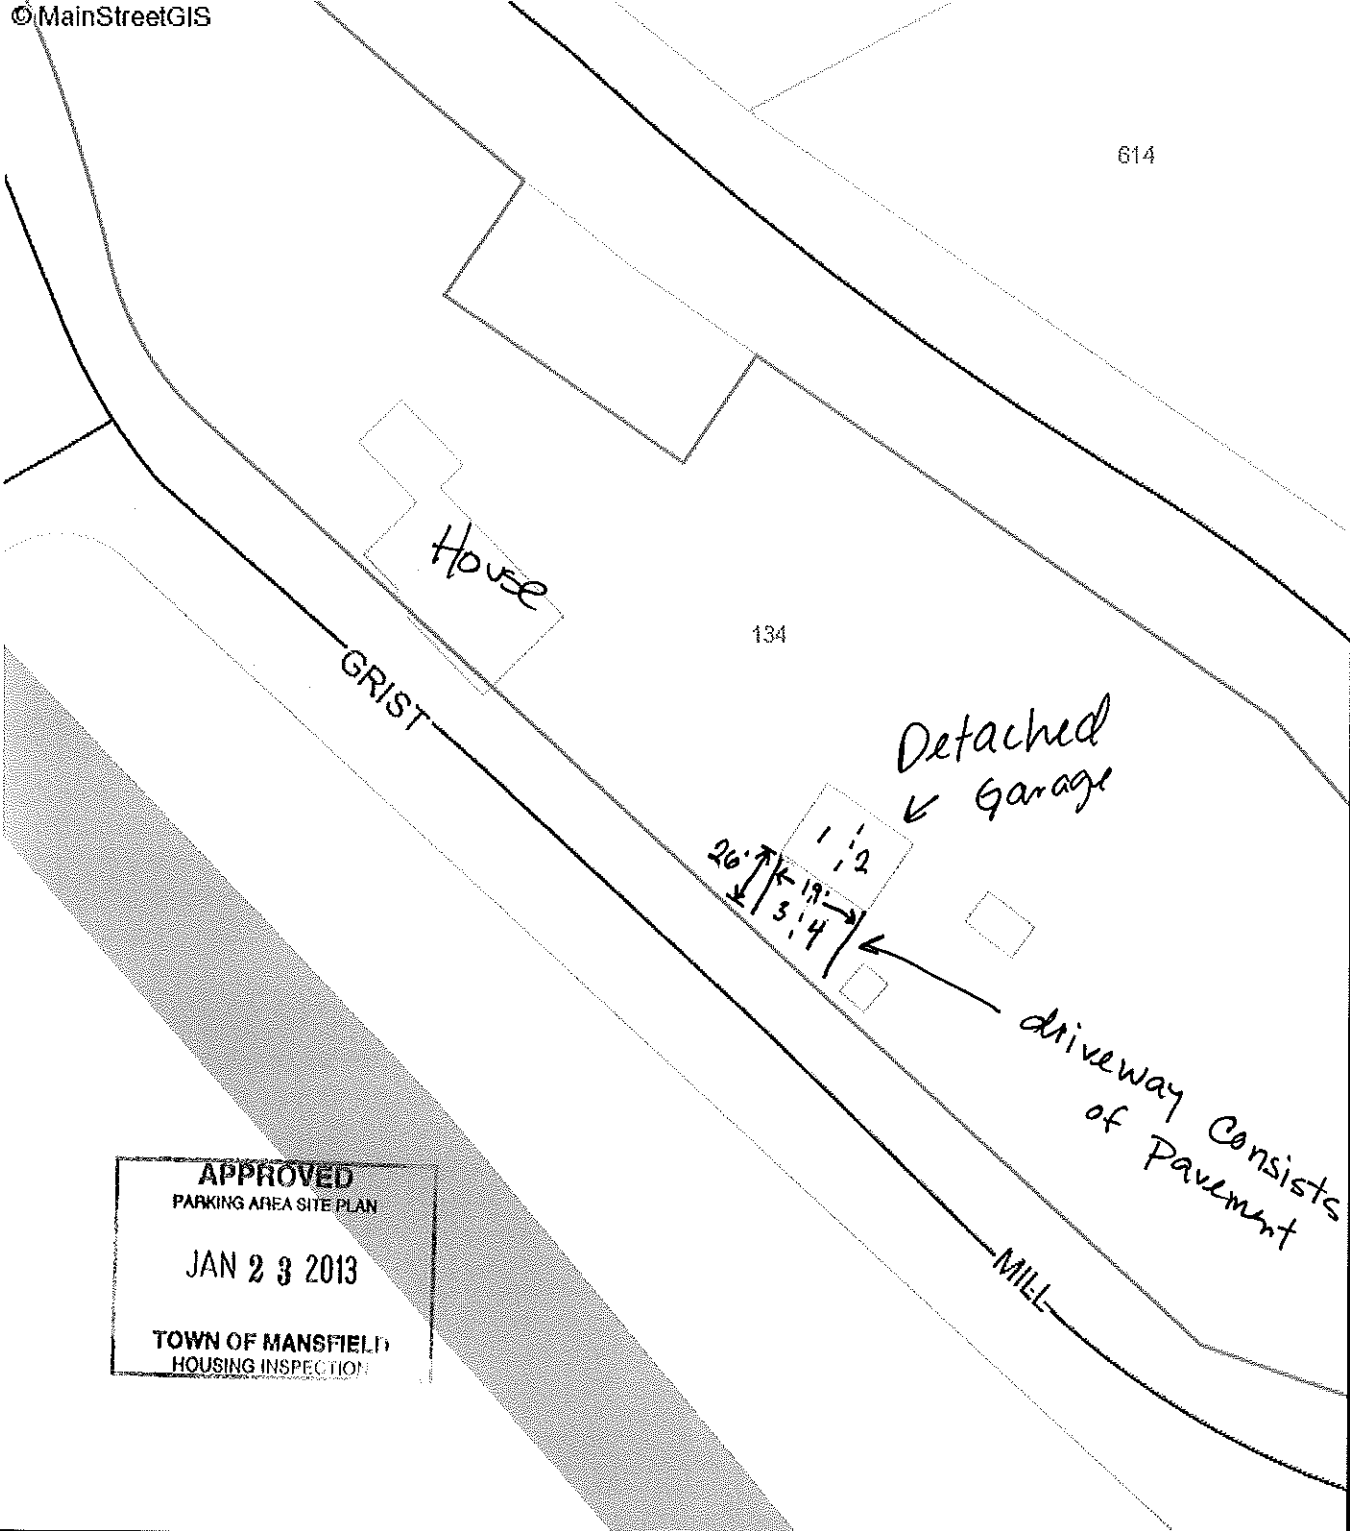 © MainStreetGIS
614
House
134
GRIST
Detached
Garage
1 2
26'
19'
3 4
driveway Consists
of Pavement
MILL
APPROVED
PARKING AREA SITE PLAN
JAN 23 2013
TOWN OF MANSFIELD
HOUSING INSPECTION